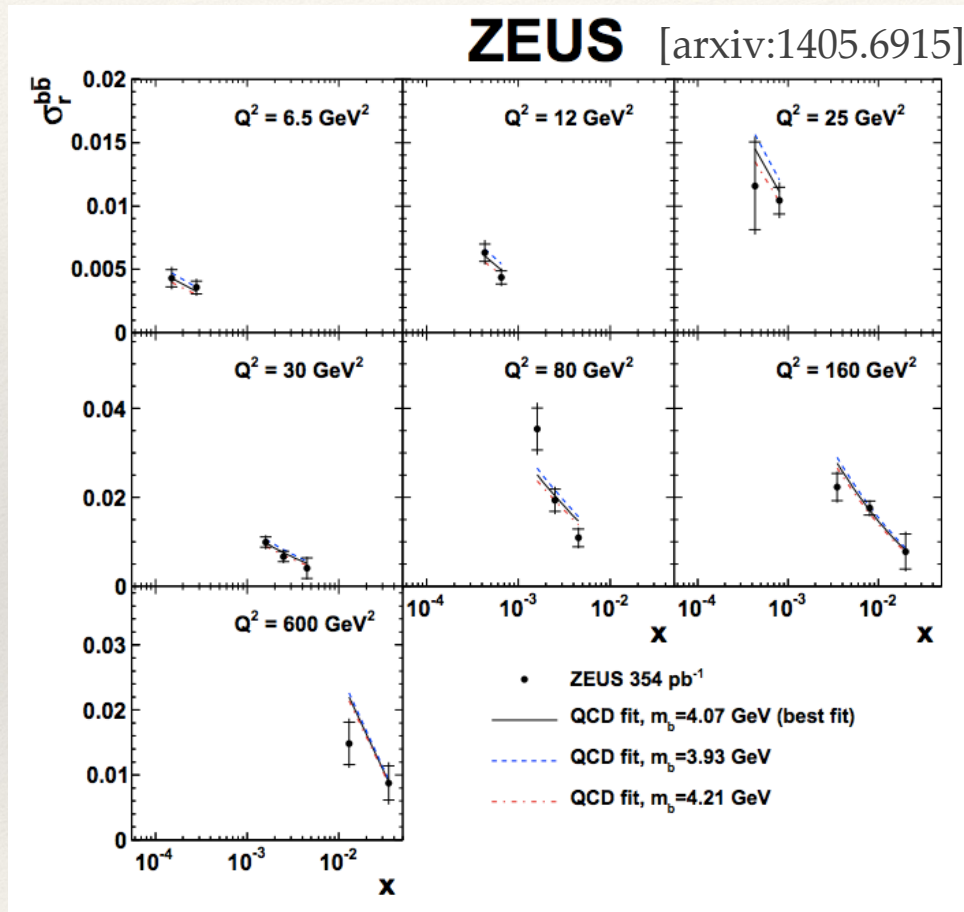 ZEUS [arxiv:1405.6915]
σ_r^{bb̄}
0.02
0.015
0.01
0.005
0
Q² = 6.5 GeV²
Q² = 12 GeV²
Q² = 25 GeV²
0.04
0.02
0
Q² = 30 GeV²
Q² = 80 GeV²
Q² = 160 GeV²
10⁻⁴ 10⁻³ 10⁻² 10⁻⁴ 10⁻³ 10⁻²
x x
0.03
0.02
0.01
0
Q² = 600 GeV²
10⁻⁴ 10⁻³ 10⁻²
x
ZEUS 354 pb⁻¹
QCD fit, m_b=4.07 GeV (best fit)
QCD fit, m_b=3.93 GeV
QCD fit, m_b=4.21 GeV